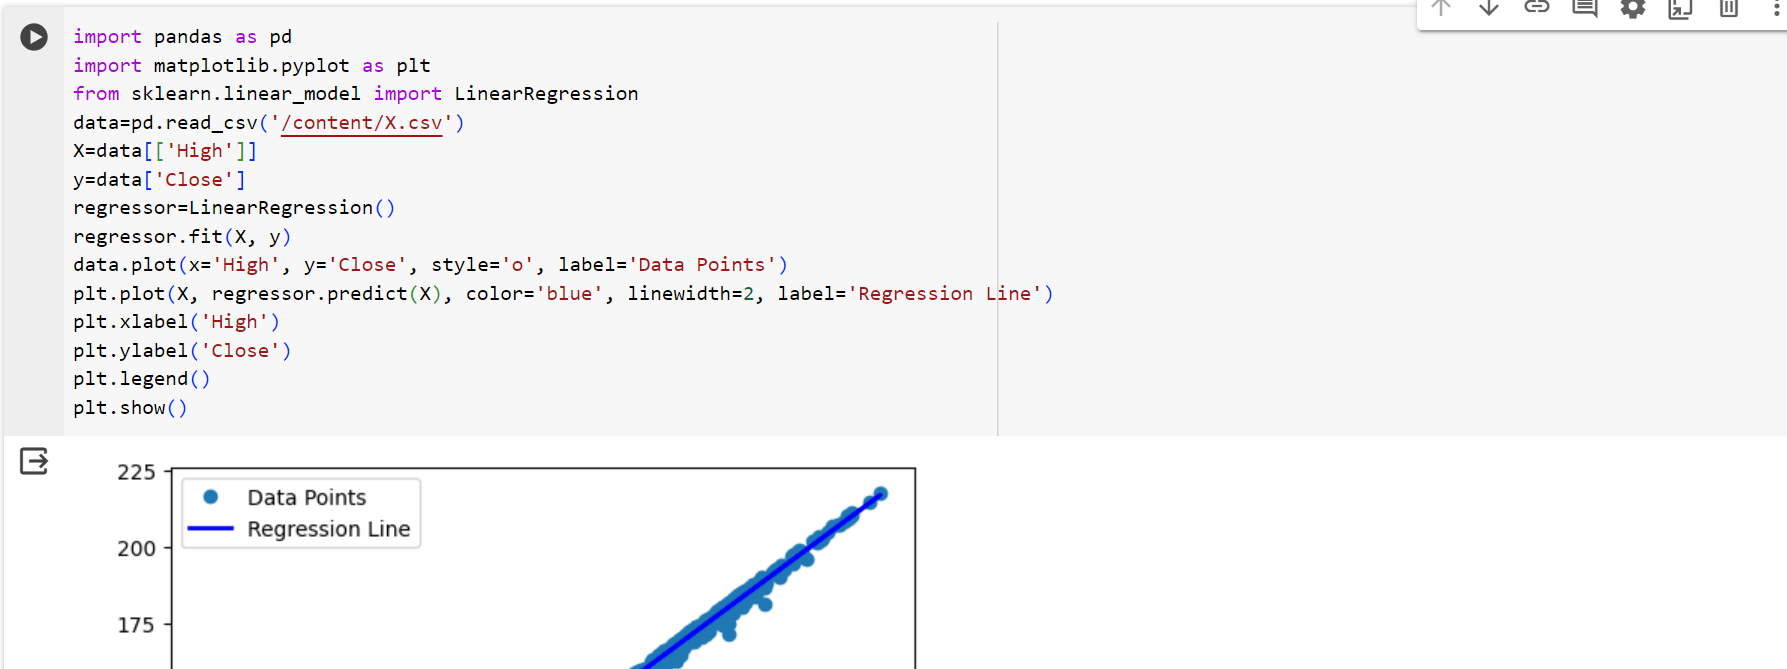 import pandas as pd
import matplotlib.pyplot as plt
from sklearn.linear_model import LinearRegression
data=pd.read_csv('/content/X.csv')
X=data[['High']]
y=data['Close']
regressor=LinearRegression()
regressor.fit(X, y)
data.plot(x='High', y='Close', style='o', label='Data Points')
plt.plot(X, regressor.predict(X), color='blue', linewidth=2, label='Regression Line')
plt.xlabel('High')
plt.ylabel('Close')
plt.legend()
plt.show()
225
Data Points
Regression Line
200
175